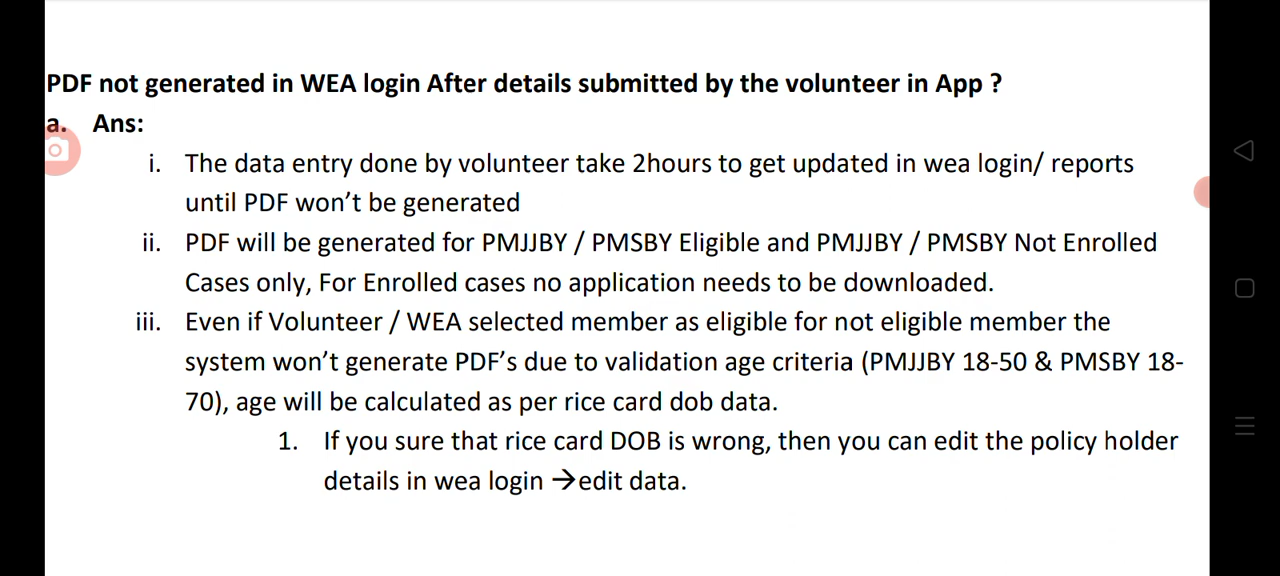 PDF not generated in WEA login After details submitted by the volunteer in App ?
a. Ans:
i. The data entry done by volunteer take 2hours to get updated in wea login/ reports
until PDF won’t be generated
ii. PDF will be generated for PMJJBY / PMSBY Eligible and PMJJBY / PMSBY Not Enrolled
Cases only, For Enrolled cases no application needs to be downloaded.
iii. Even if Volunteer / WEA selected member as eligible for not eligible member the
system won’t generate PDF’s due to validation age criteria (PMJJBY 18-50 & PMSBY 18-
70), age will be calculated as per rice card dob data.
1. If you sure that rice card DOB is wrong, then you can edit the policy holder
details in wea login →edit data.